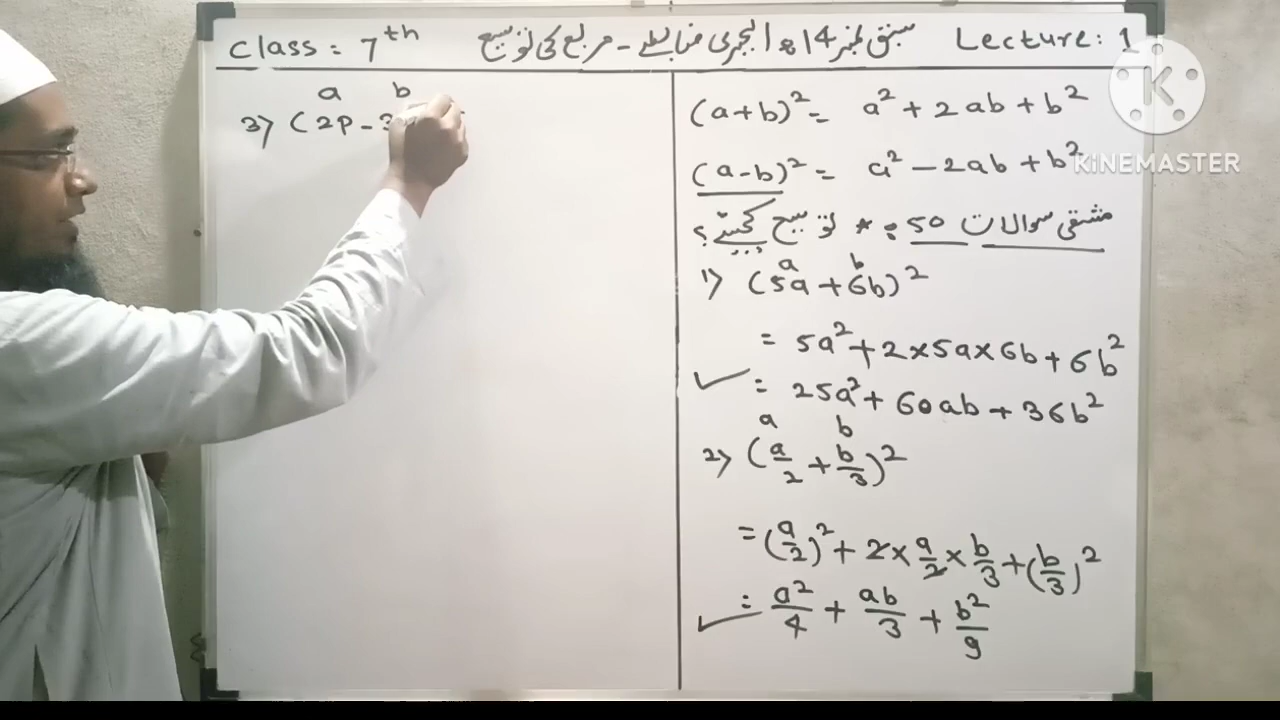 Class : 7th سبق نمبر 14 : الجبری ضابطے - مربع کی توسیع Lecture : 1
a b
3) (2p - 3
(a+b)² = a² + 2ab + b²
(a-b)² = a² - 2ab + b²
مشقی سوالات 50 : * توسیع کیجیے؟
a b
1) (5a + 6b)²
= 5a² + 2×5a×6b + 6b²
= 25a² + 60ab + 36b²
a b
2) (a/2 + b/3)²
= (a/2)² + 2 × a/2 × b/3 + (b/3)²
= a²/4 + ab/3 + b²/9
K
KINEMASTER